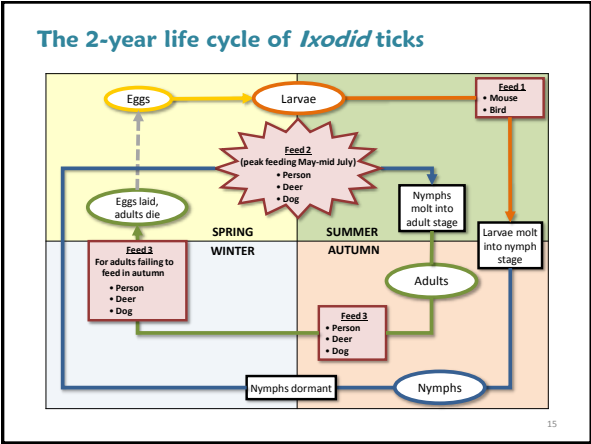 The 2-year life cycle of Ixodid ticks
Eggs
Larvae
Feed 1
• Mouse
• Bird
Feed 2
(peak feeding May-mid July)
• Person
• Deer
• Dog
Eggs laid,
adults die
Nymphs
molt into
adult stage
Larvae molt
into nymph
stage
SPRING
SUMMER
WINTER
AUTUMN
Feed 3
For adults failing to
feed in autumn
• Person
• Deer
• Dog
Adults
Feed 3
• Person
• Deer
• Dog
Nymphs dormant
Nymphs
15